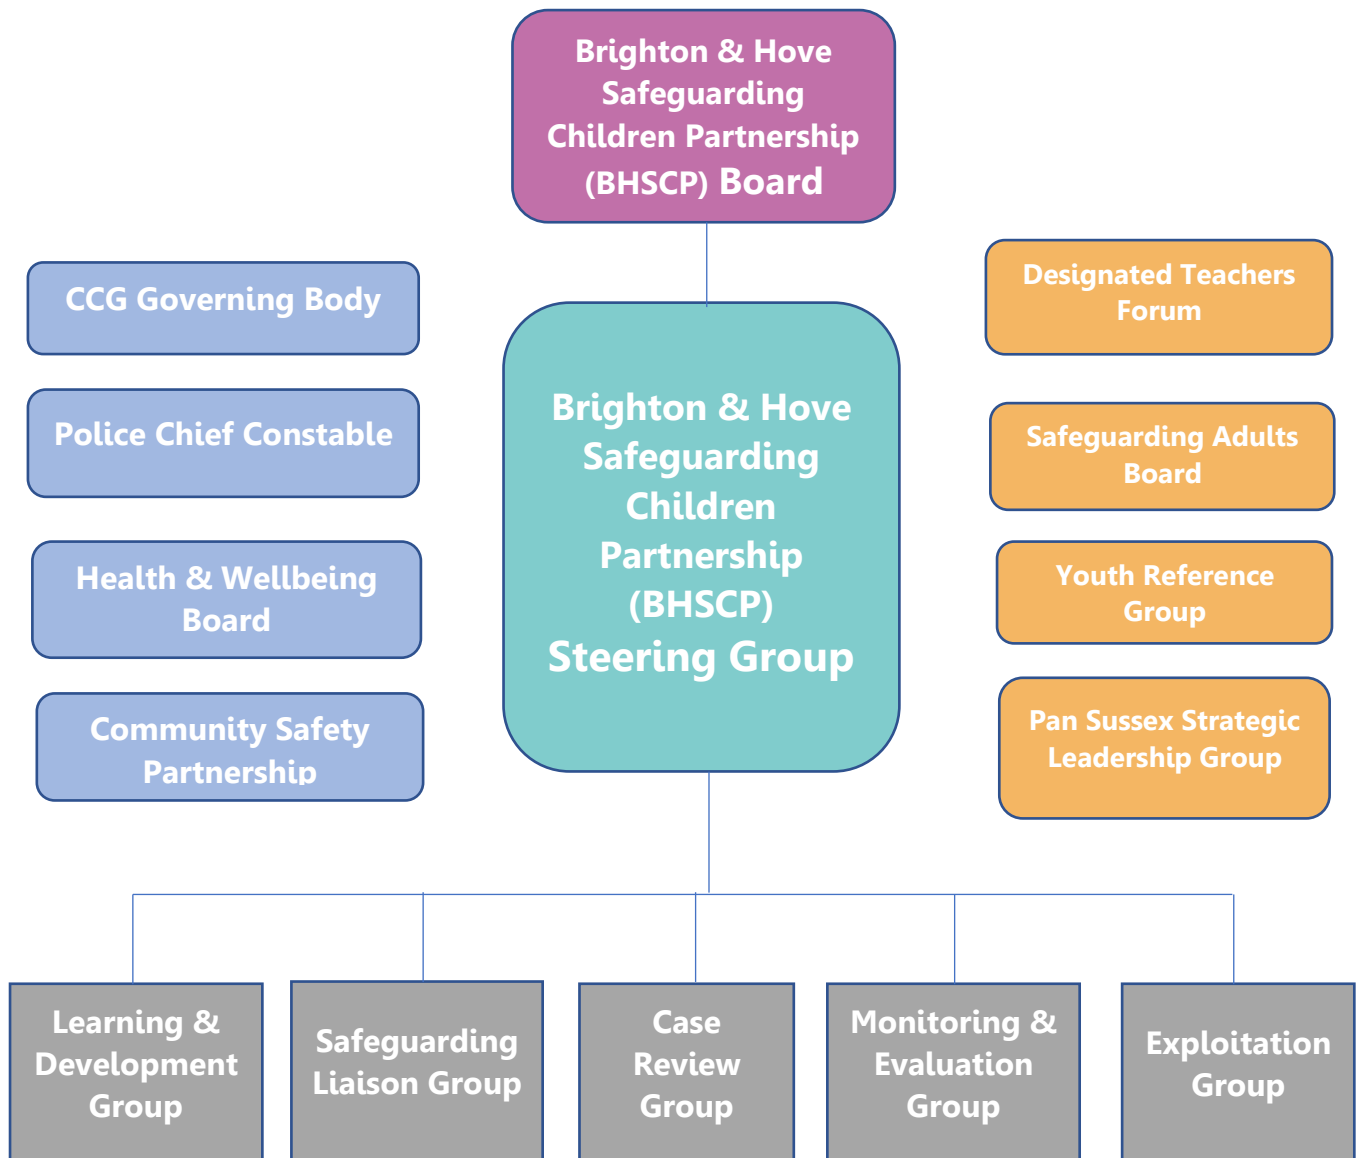 Brighton & Hove
Safeguarding
Children Partnership
(BHSCP) Board
CCG Governing Body
Police Chief Constable
Health & Wellbeing
Board
Community Safety
Partnership
Brighton & Hove
Safeguarding
Children
Partnership
(BHSCP)
Steering Group
Designated Teachers
Forum
Safeguarding Adults
Board
Youth Reference
Group
Pan Sussex Strategic
Leadership Group
Learning &
Development
Group
Safeguarding
Liaison Group
Case
Review
Group
Monitoring &
Evaluation
Group
Exploitation
Group